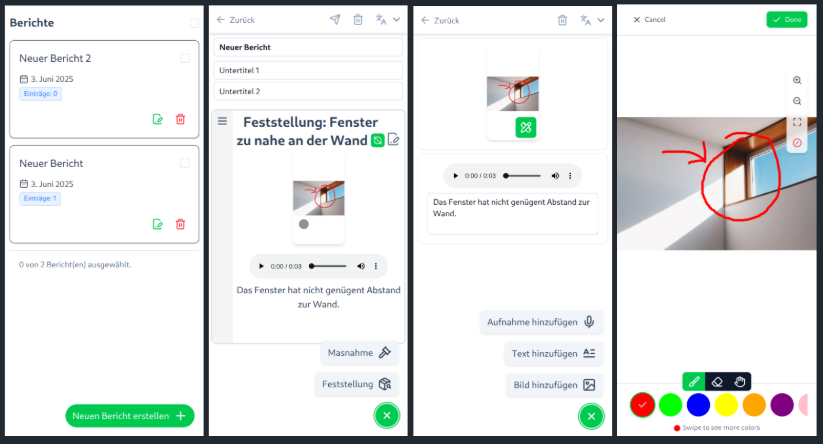 Berichte
Neuer Bericht 2
3. Juni 2025
Einträge: 0
Neuer Bericht
3. Juni 2025
Einträge: 1
0 von 2 Bericht(en) ausgewählt.
Neuen Bericht erstellen
Zurück
Neuer Bericht
Untertitel 1
Untertitel 2
Feststellung: Fenster
zu nahe an der Wand
0:00 / 0:03
Das Fenster hat nicht genügent Abstand
zur Wand.
Masnahme
Feststellung
Zurück
0:00 / 0:03
Das Fenster hat nicht genügent Abstand zur
Wand.
Aufnahme hinzufügen
Text hinzufügen
Bild hinzufügen
Cancel
Done
Swipe to see more colors